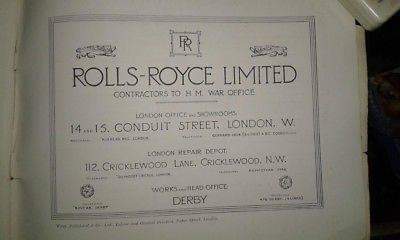 RR
ROLLS-ROYCE LIMITED
CONTRACTORS TO H M. WAR OFFICE
LONDON OFFICE AND SHOWROOMS:
14 AND 15, CONDUIT STREET, LONDON, W.
LONDON REPAIR DEPOT:
112, CRICKLEWOOD LANE, CRICKLEWOOD, N.W.
WORKS AND HEAD OFFICE
DERBY